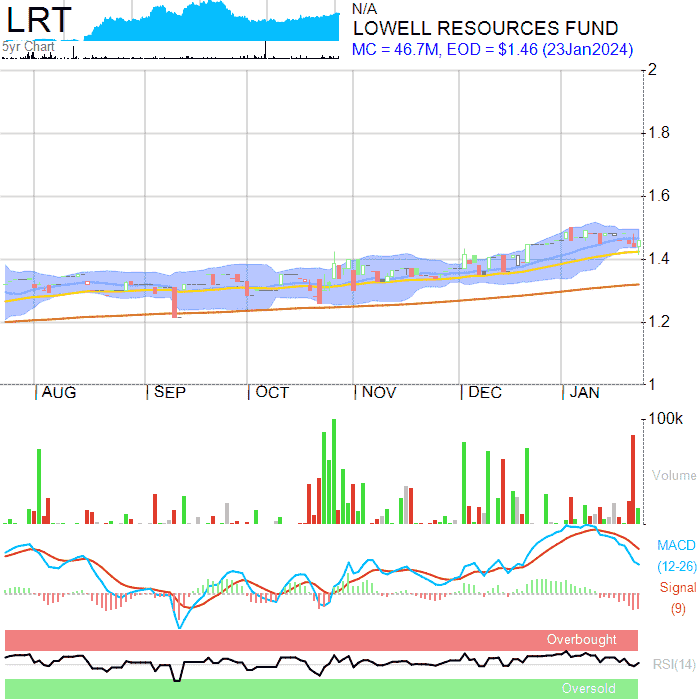 LRT
5yr Chart
N/A
LOWELL RESOURCES FUND
MC = 46.7M, EOD = $1.46 (23Jan2024)
2
1.8
1.6
1.4
1.2
1
AUG SEP OCT NOV DEC JAN
100k
Volume
MACD
(12-26)
Signal
(9)
Overbought
RSI(14)
Oversold